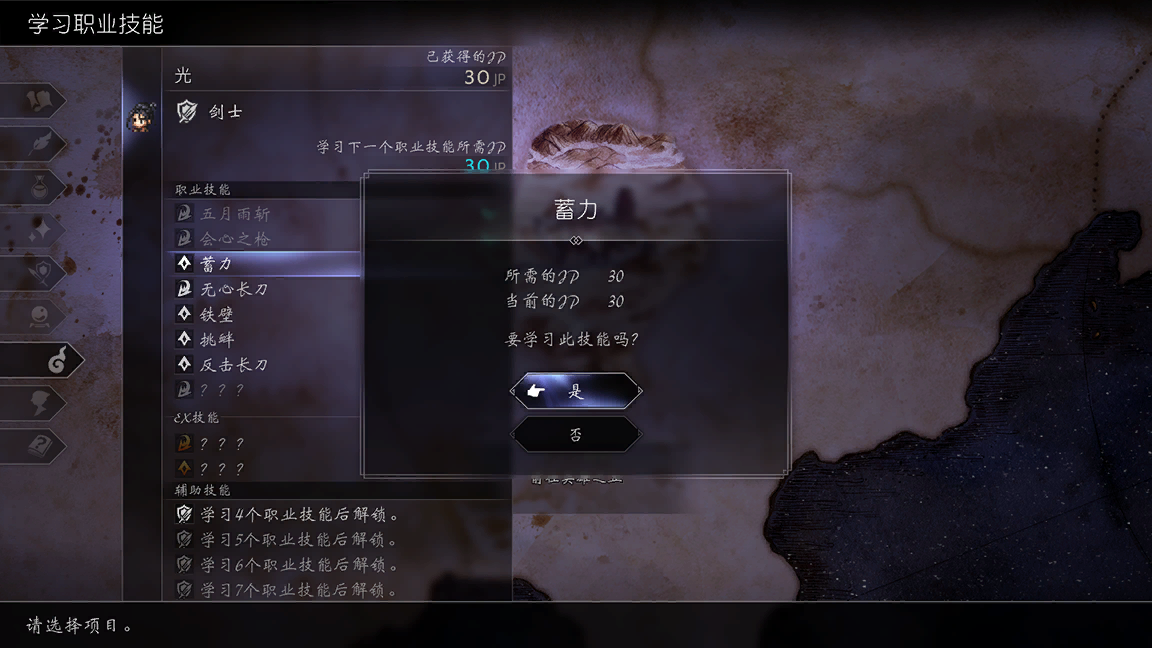 学习职业技能
已获得的JP
光
30 JP
剑士
学习下一个职业技能所需JP
30 JP
职业技能
五月雨斩
会心之枪
蓄力
无心长刀
铁壁
挑衅
反击长刀
? ? ?
EX技能
? ? ?
? ? ?
辅助技能
学习4个职业技能后解锁。
学习5个职业技能后解锁。
学习6个职业技能后解锁。
学习7个职业技能后解锁。
蓄力
所需的JP 30
当前的JP 30
要学习此技能吗?
是
否
请选择项目。